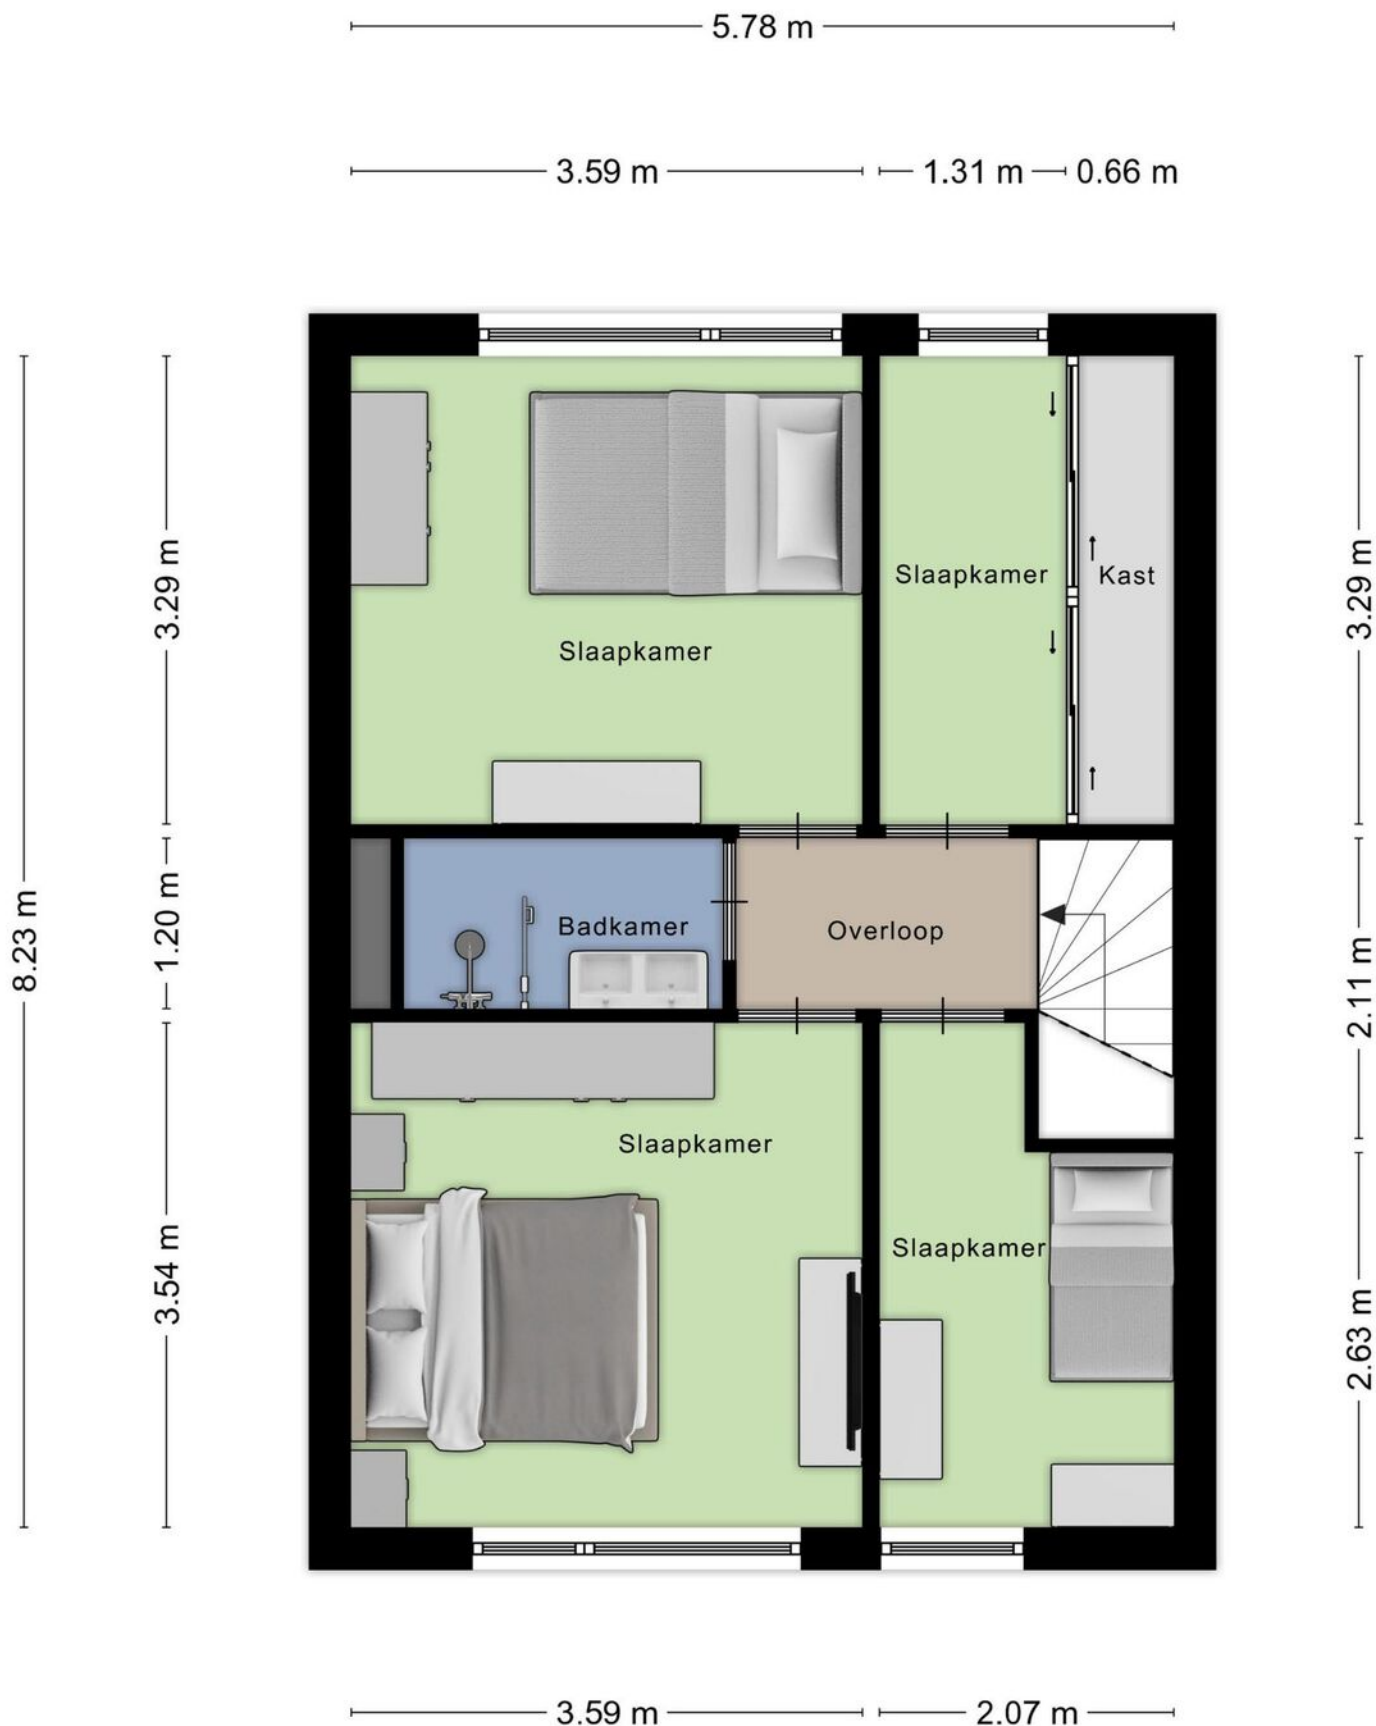 5.78 m
3.59 m
1.31 m
0.66 m
8.23 m
3.29 m
1.20 m
3.54 m
Slaapkamer
Kast
Slaapkamer
Badkamer
Overloop
Slaapkamer
Slaapkamer
3.29 m
2.11 m
2.63 m
3.59 m
2.07 m